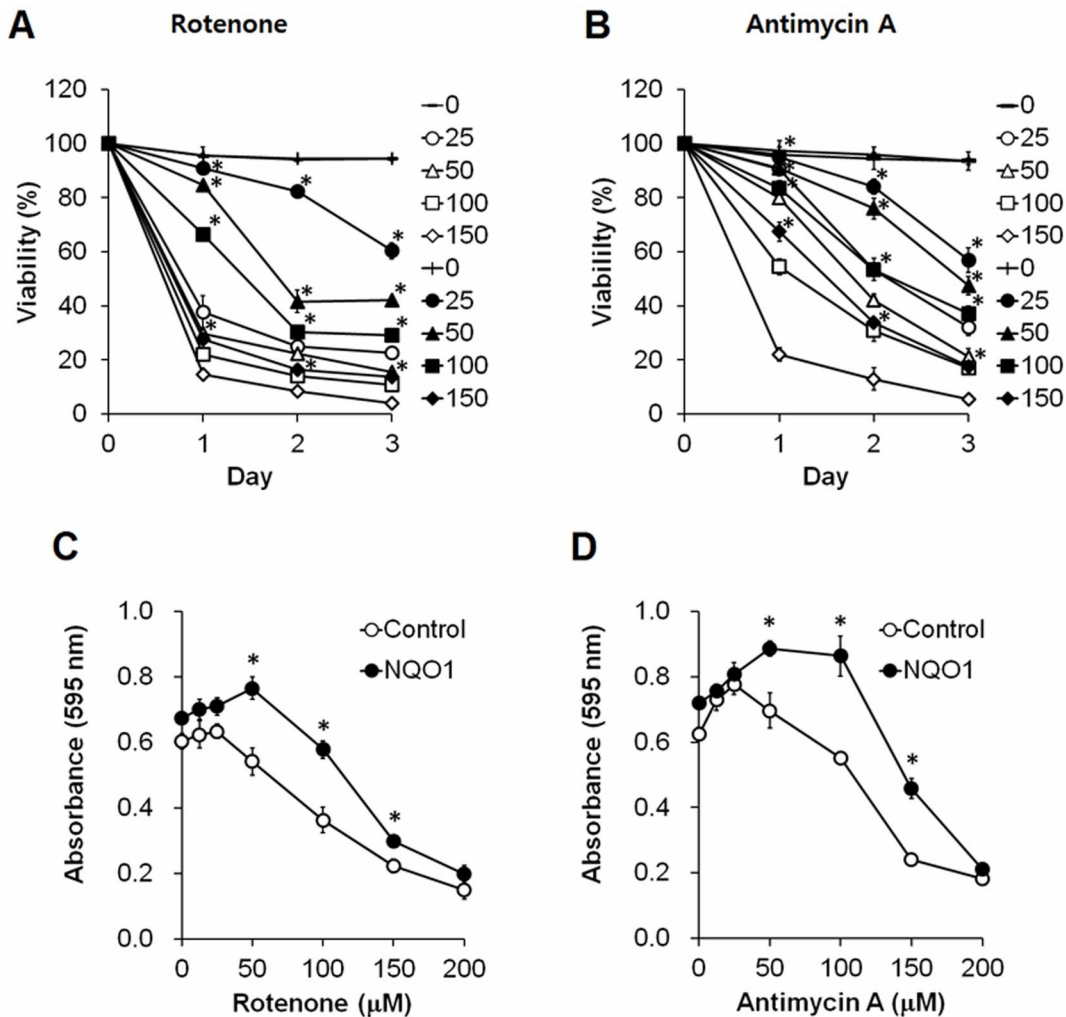 A
Rotenone
B
Antimycin A
120
100
80
60
40
20
0
Viability (%)
0
1
2
3
Day
0
25
50
100
150
0
25
50
100
150
* * * * * * * * * * * *
120
100
80
60
40
20
0
Viabililty (%)
0
1
2
3
Day
0
25
50
100
150
0
25
50
100
150
* * * * * * * * * * * *
C
D
1.0
0.8
0.6
0.4
0.2
0.0
Absorbance (595 nm)
Control
NQO1
* * *
0 50 100 150 200
Rotenone (μM)
1.0
0.8
0.6
0.4
0.2
0.0
Absorbance (595 nm)
Control
NQO1
* * *
0 50 100 150 200
Antimycin A (μM)